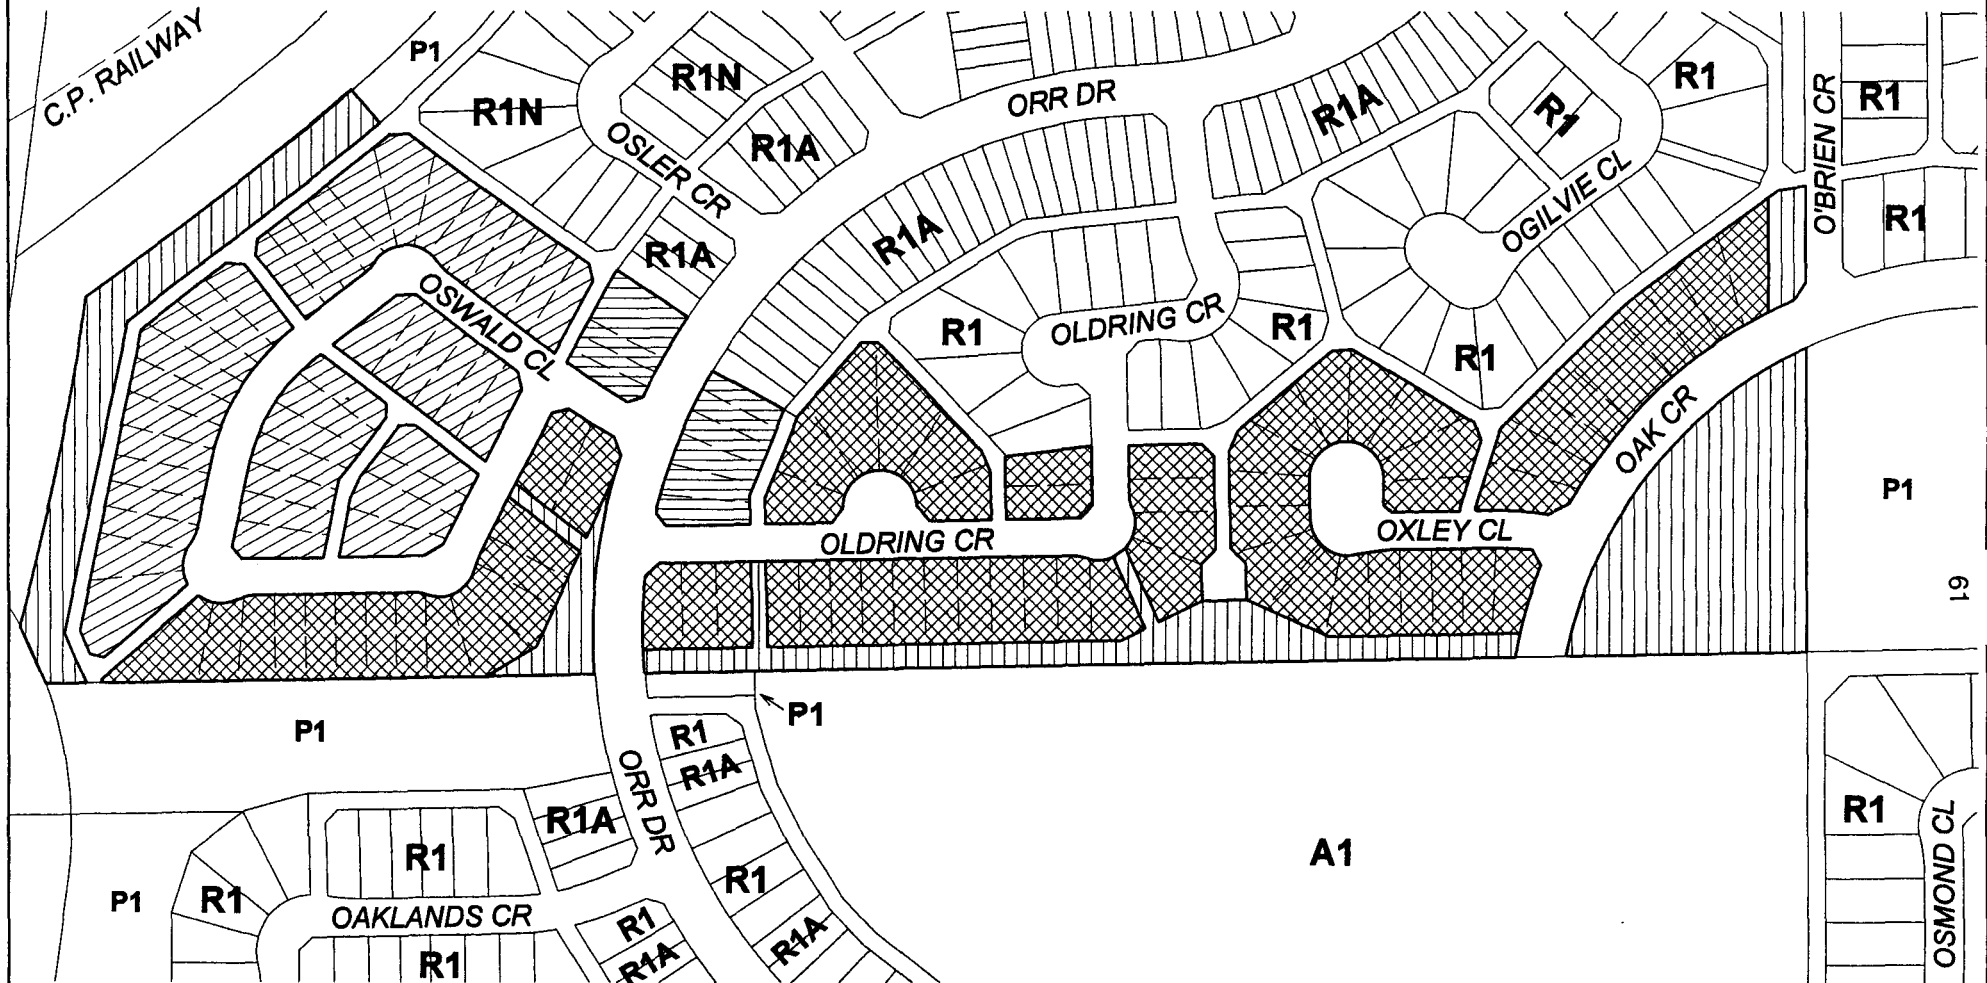 C.P. RAILWAY
P1
R1N
R1N
OSLER CR
R1A
ORR DR
R1A
R1
R1
O'BRIEN CR
R1
R1
OGILVIE CL
R1A
R1A
OSWALD CL
R1
OLDRING CR
R1
R1
OAK CR
P1
OLDRING CR
OXLEY CL
61
P1
P1
R1
R1A
ORR DR
R1A
R1
R1
P1
R1
OAKLANDS CR
R1
R1
R1A
R1A
A1
R1
OSMOND CL